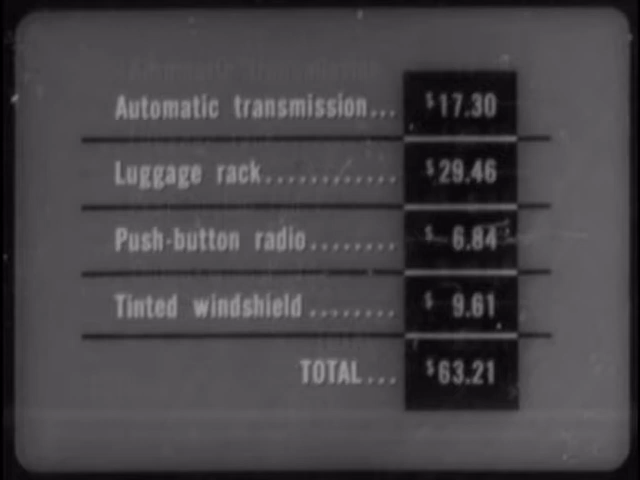 Automatic transmission... $17.30
Luggage rack............ $29.46
Push-button radio........ $ 6.84
Tinted windshield ........ $ 9.61
TOTAL... $63.21